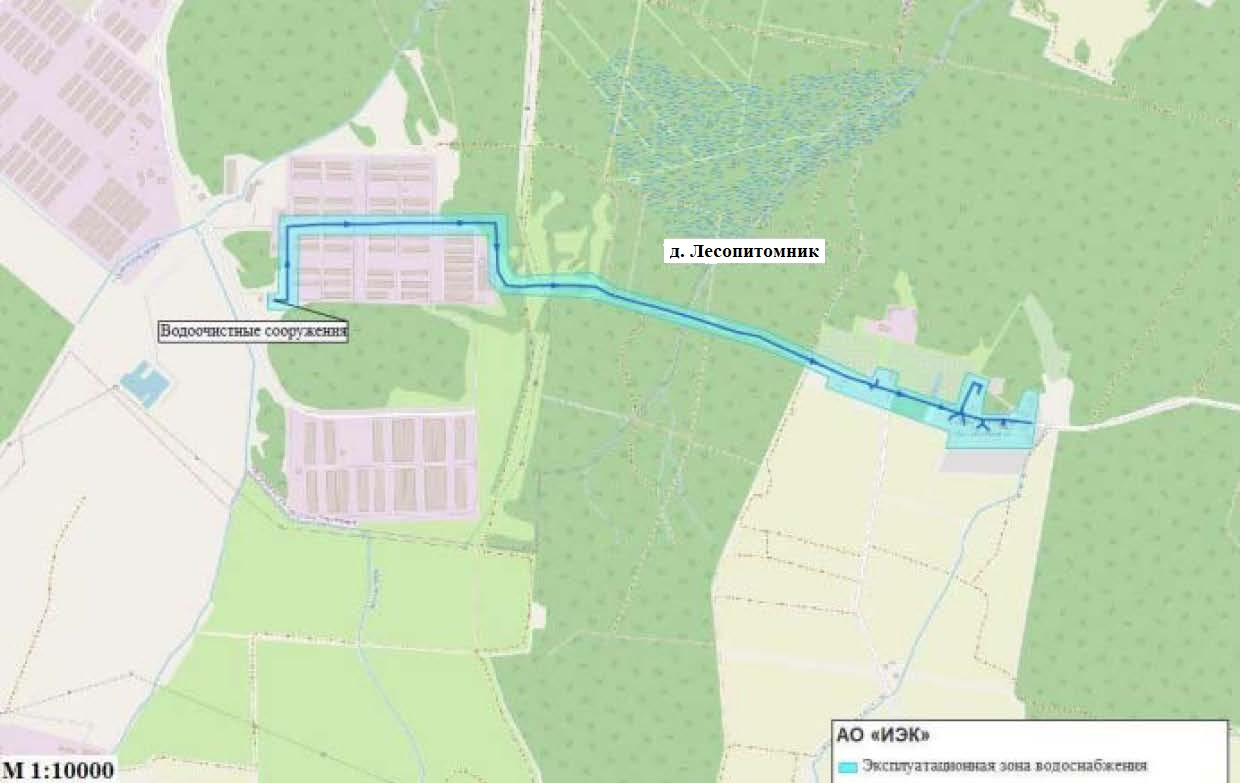 д. Лесопитомник
Водоочистные сооружения
АО «ИЭК»
Эксплуатационная зона водоснабжения
М 1:10000